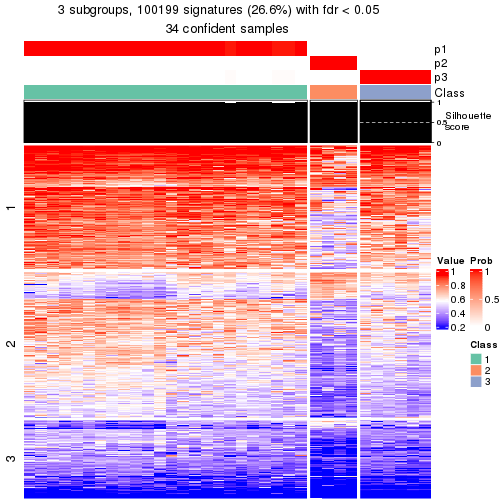 3 subgroups, 100199 signatures (26.6%) with fdr < 0.05
34 confident samples
p1
p2
p3
Class
1
0.5
0
Silhouette
score
1
2
3
Value
1
0.8
0.6
0.4
0.2
Prob
1
0.5
0
Class
1
2
3